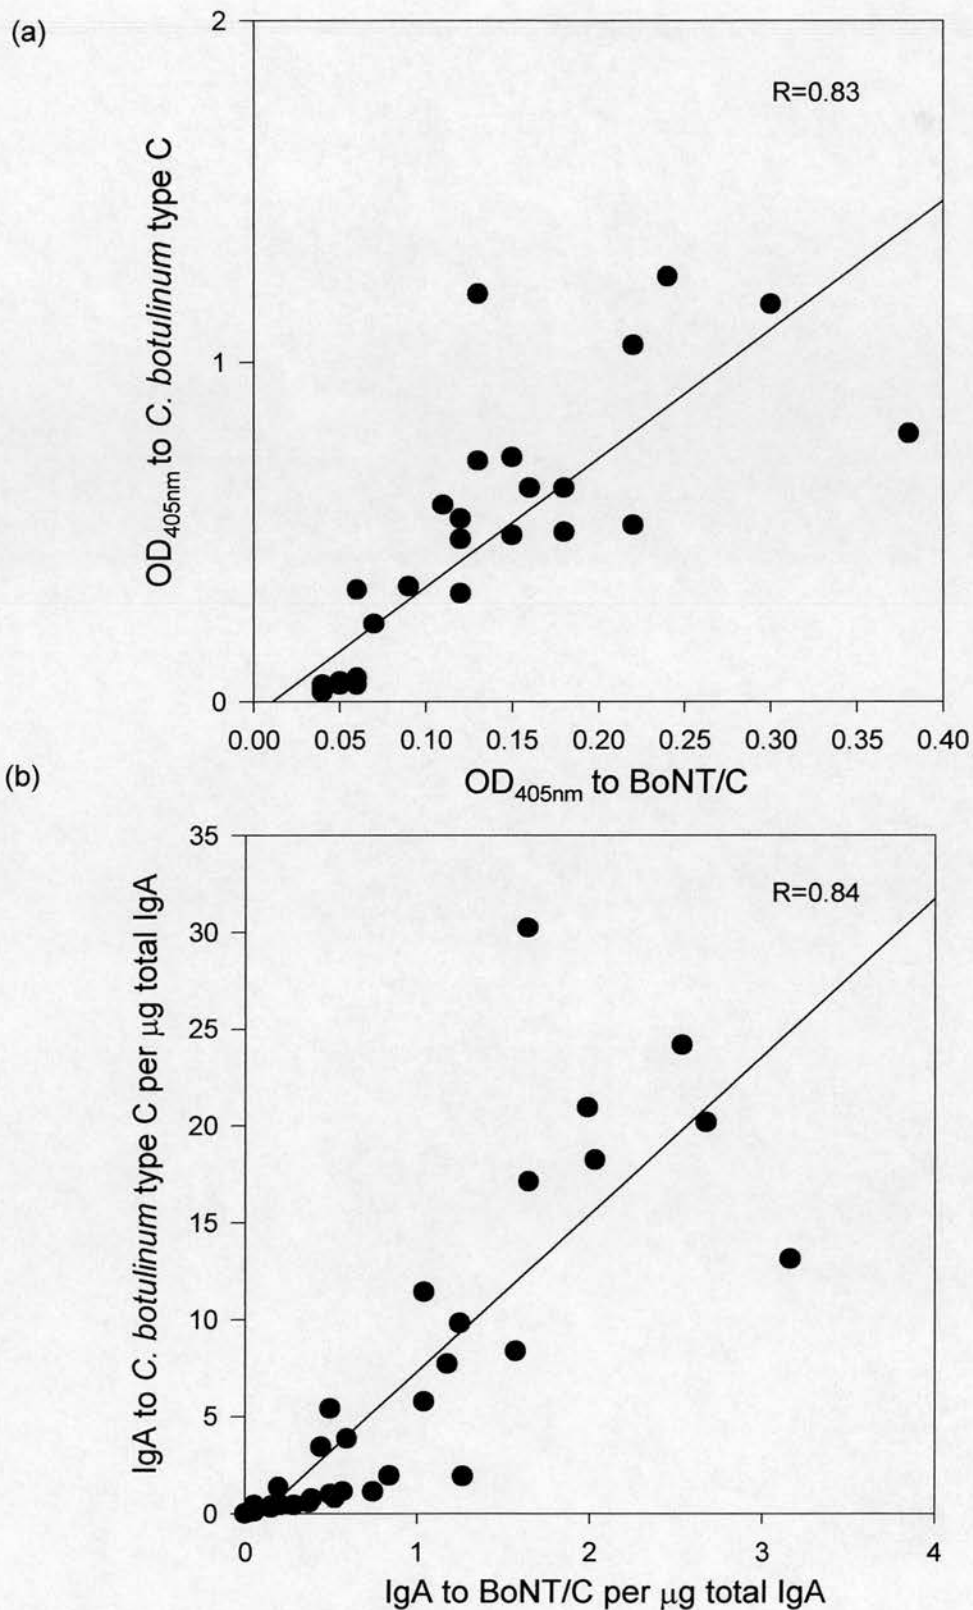 (a)
2
R=0.83
OD405nm to C. botulinum type C
1
0
0.00 0.05 0.10 0.15 0.20 0.25 0.30 0.35 0.40
OD405nm to BoNT/C
(b)
35
R=0.84
IgA to C. botulinum type C per μg total IgA
30
25
20
15
10
5
0
0 1 2 3 4
IgA to BoNT/C per μg total IgA